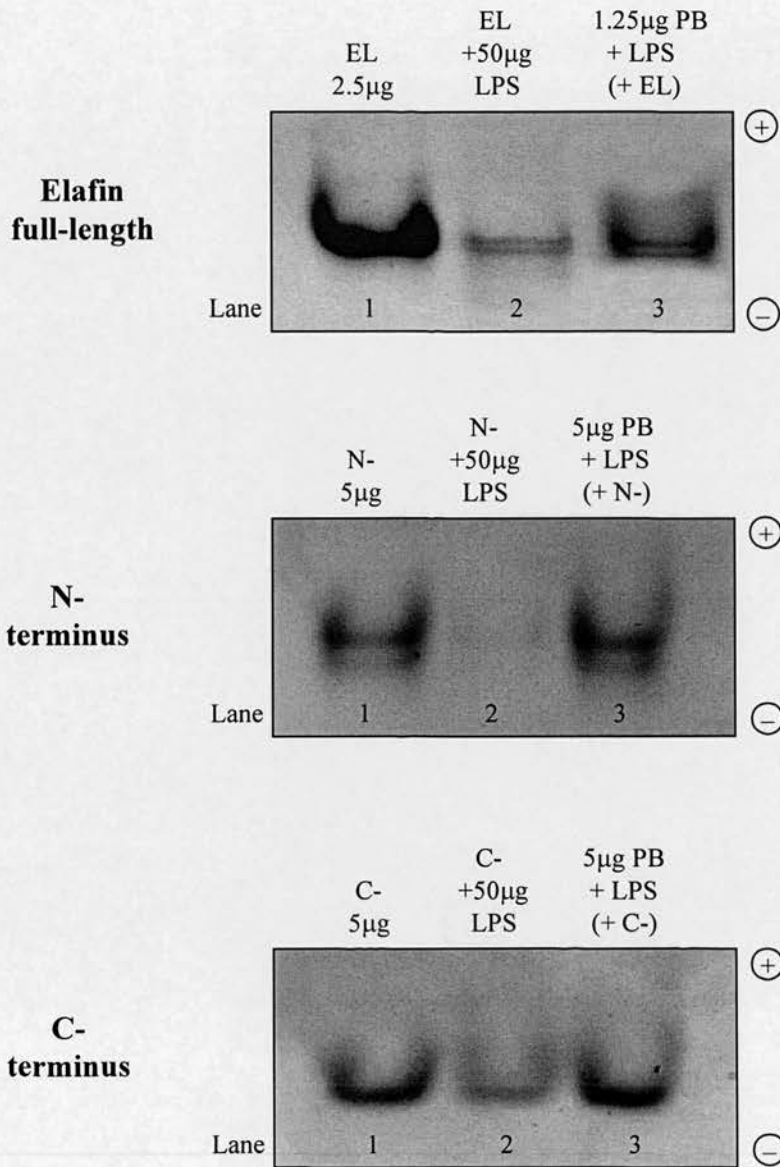 EL
2.5µg
EL
+50µg
LPS
1.25µg PB
+ LPS
(+ EL)
Elafin
full-length
+
−
Lane 1 2 3
N-
5µg
N-
+50µg
LPS
5µg PB
+ LPS
(+ N-)
N-
terminus
+
−
Lane 1 2 3
C-
5µg
C-
+50µg
LPS
5µg PB
+ LPS
(+ C-)
C-
terminus
+
−
Lane 1 2 3